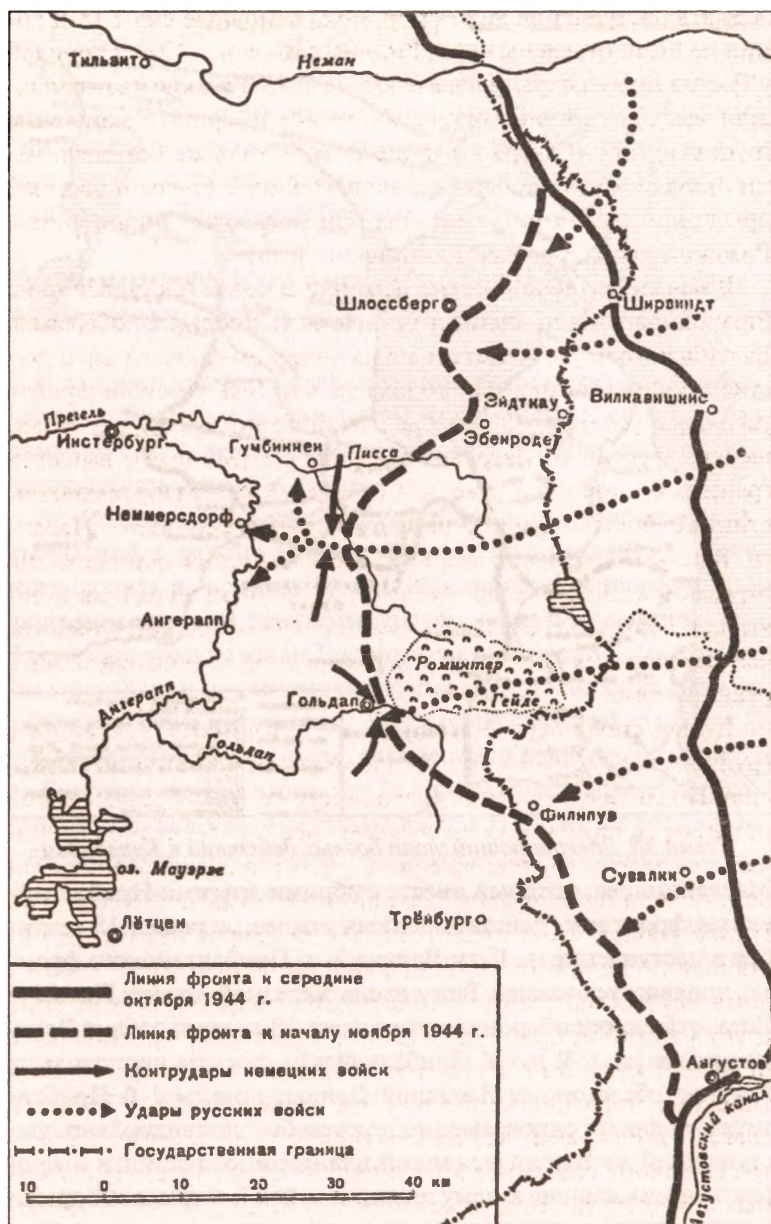 Тильзит
Неман
Шлоссберг
Ширвиндт
Эйдткау
Вилкавишкис
Эбенроде
Прегель
Инстербург
Гумбиннен
Писса
Неммерсдорф
Ангерапп
Роминтер
Гейде
Гольдап
Ангерапп
Гольдап
Филипув
оз. Мауэрзе
Сувалки
Лётцен
Трёйбург
Августов
Августовский канал
Линия фронта к середине
октября 1944 г.
Линия фронта к началу ноября 1944 г.
Контрудары немецких войск
Удары русских войск
Государственная граница
10 0 10 20 30 40 км